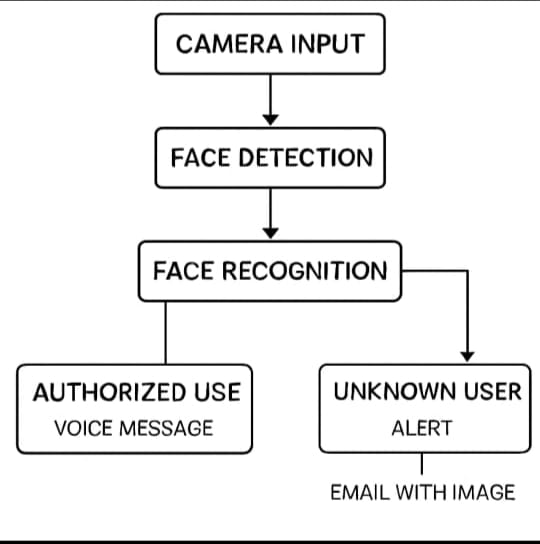 CAMERA INPUT
FACE DETECTION
FACE RECOGNITION
AUTHORIZED USE
VOICE MESSAGE
UNKNOWN USER
ALERT
EMAIL WITH IMAGE